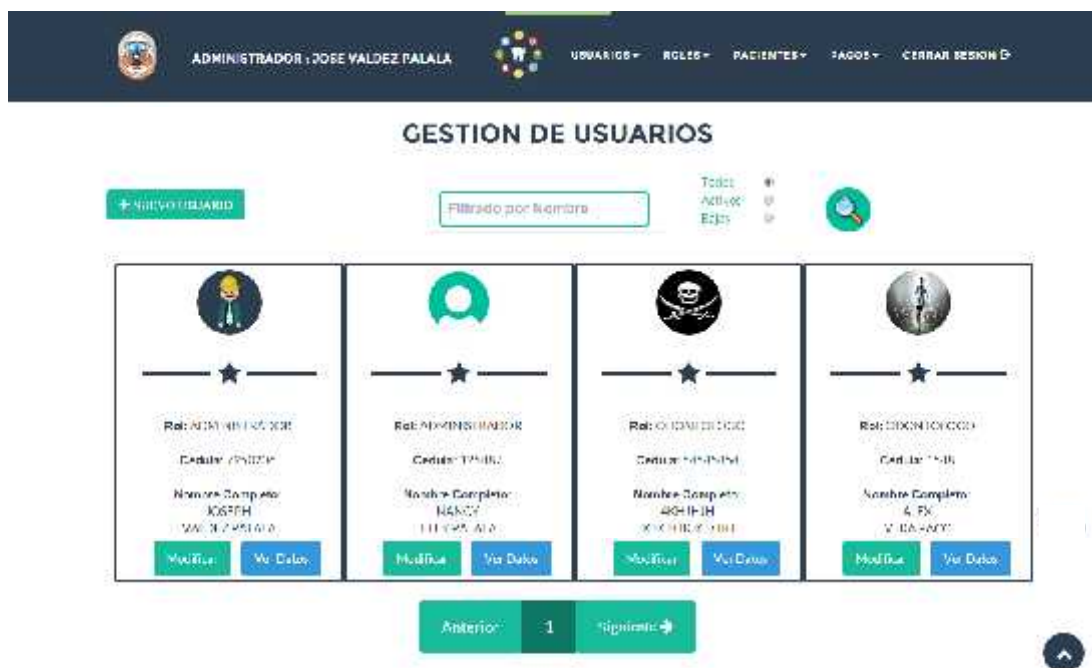 ADMINISTRADOR : JOSE VALDEZ PALALA
USUARIOS ROLES PACIENTES PAGOS CERRAR SESION
GESTION DE USUARIOS
+ NUEVO USUARIO
Filtrado por Nombre
Todos
Activos
Bajas
Rol: ADMINISTRADOR
Cedula:
Nombre Completo:
JOSEPH
VALDEZ PALALA
Modificar Ver Datos
Rol: ADMINISTRADOR
Cedula:
Nombre Completo:
NANCY
PALALA
Modificar Ver Datos
Rol: ODONTOLOGO
Cedula:
Nombre Completo:
Modificar Ver Datos
Rol: ODONTOLOGO
Cedula:
Nombre Completo:
ALEX
Modificar Ver Datos
Anterior 1 Siguiente